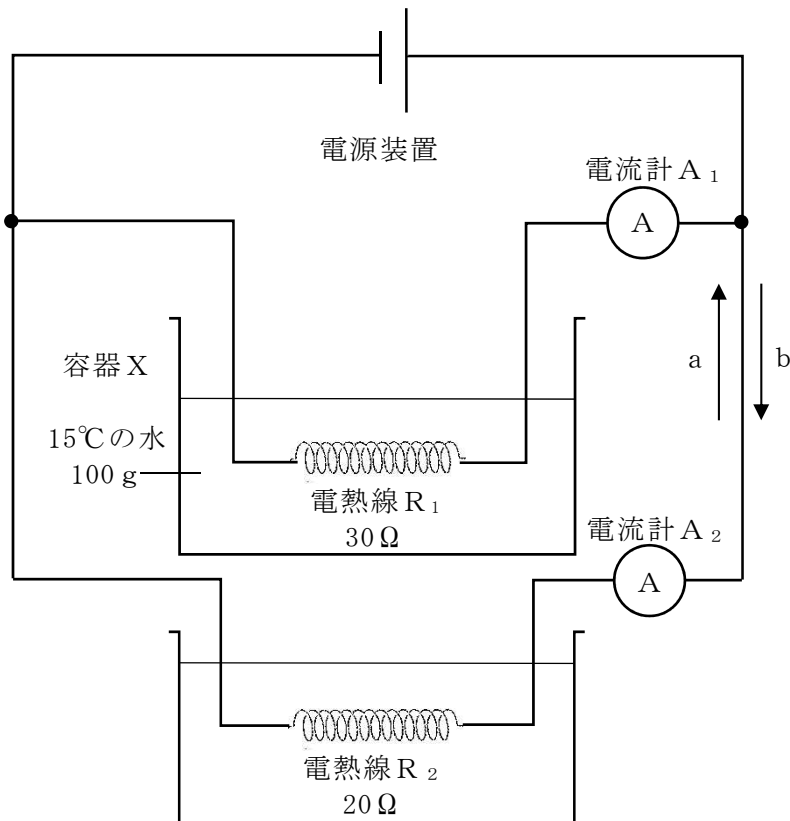 電源装置
電流計A₁
A
a
b
容器X
15℃の水
100g
電熱線R₁
30Ω
電流計A₂
A
電熱線R₂
20Ω